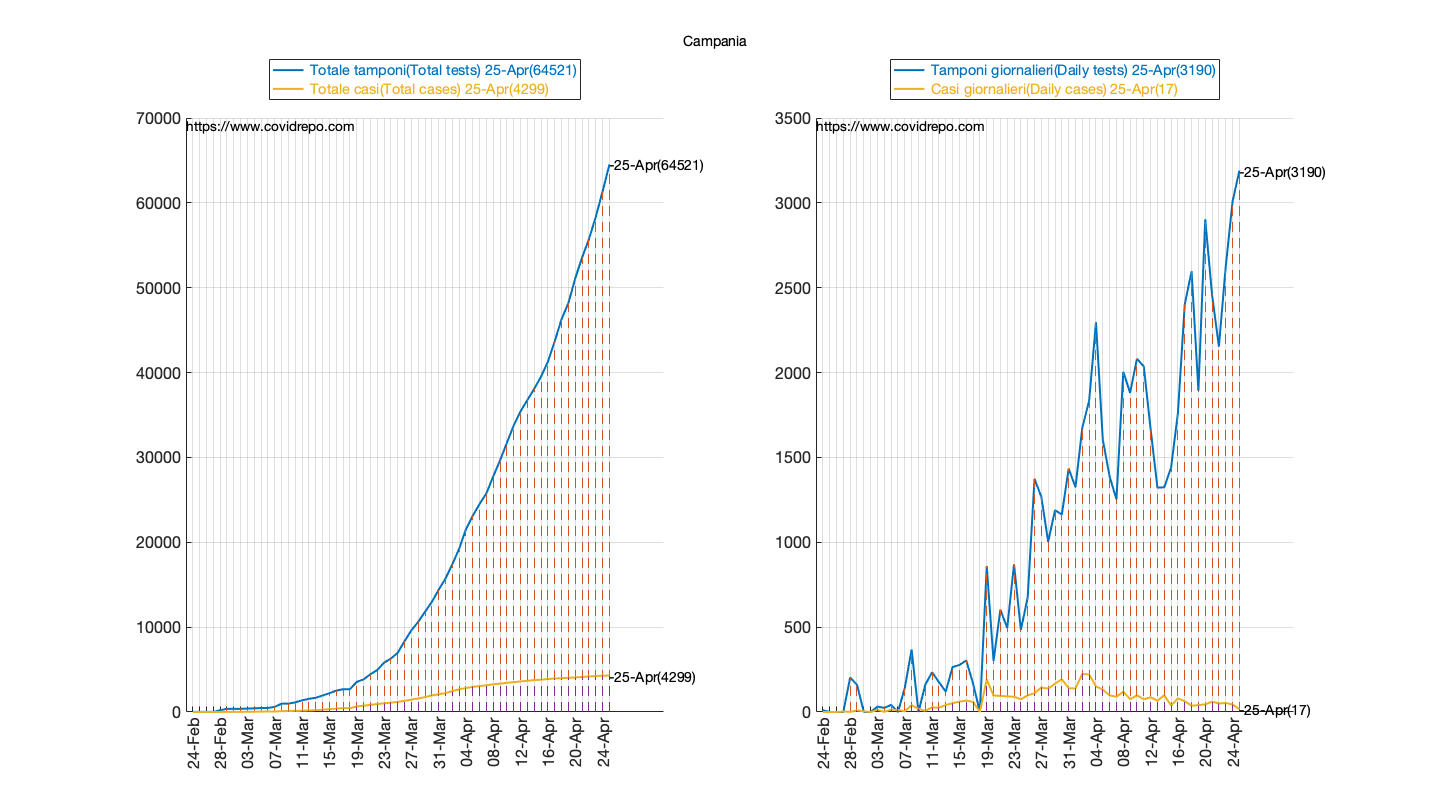 Campania
Totale tamponi(Total tests) 25-Apr(64521)
Totale casi(Total cases) 25-Apr(4299)
https://www.covidrepo.com
70000
60000
50000
40000
30000
20000
10000
0
25-Apr(64521)
25-Apr(4299)
24-Feb
28-Feb
03-Mar
07-Mar
11-Mar
15-Mar
19-Mar
23-Mar
27-Mar
31-Mar
04-Apr
08-Apr
12-Apr
16-Apr
20-Apr
24-Apr
Tamponi giornalieri(Daily tests) 25-Apr(3190)
Casi giornalieri(Daily cases) 25-Apr(17)
https://www.covidrepo.com
3500
3000
2500
2000
1500
1000
500
0
25-Apr(3190)
25-Apr(17)
24-Feb
28-Feb
03-Mar
07-Mar
11-Mar
15-Mar
19-Mar
23-Mar
27-Mar
31-Mar
04-Apr
08-Apr
12-Apr
16-Apr
20-Apr
24-Apr